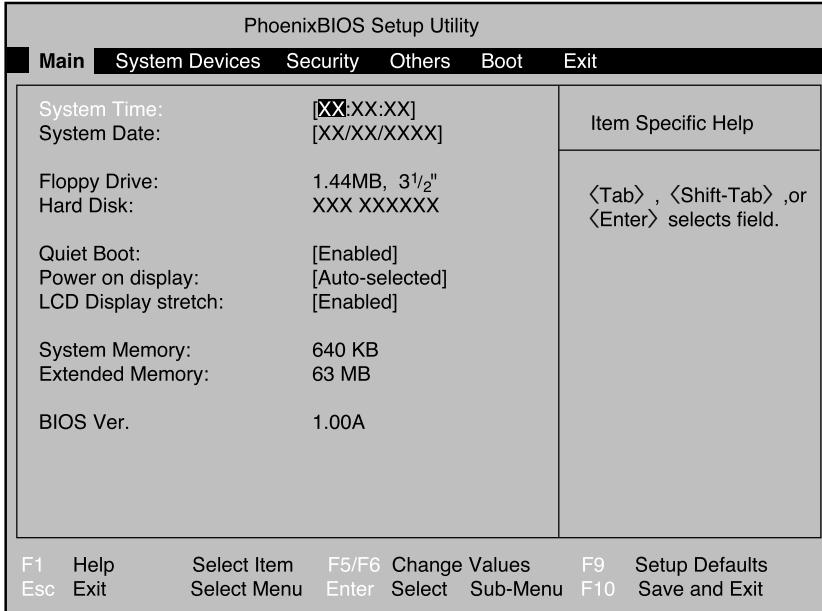 PhoenixBIOS Setup Utility
Main System Devices Security Others Boot Exit
System Time: [XX:XX:XX]
System Date: [XX/XX/XXXX]
Floppy Drive: 1.44MB, 3 1/2"
Hard Disk: XXX XXXXXX
Quiet Boot: [Enabled]
Power on display: [Auto-selected]
LCD Display stretch: [Enabled]
System Memory: 640 KB
Extended Memory: 63 MB
BIOS Ver. 1.00A
Item Specific Help
〈Tab〉, 〈Shift-Tab〉,or
〈Enter〉 selects field.
F1 Help Select Item F5/F6 Change Values F9 Setup Defaults
Esc Exit Select Menu Enter Select Sub-Menu F10 Save and Exit